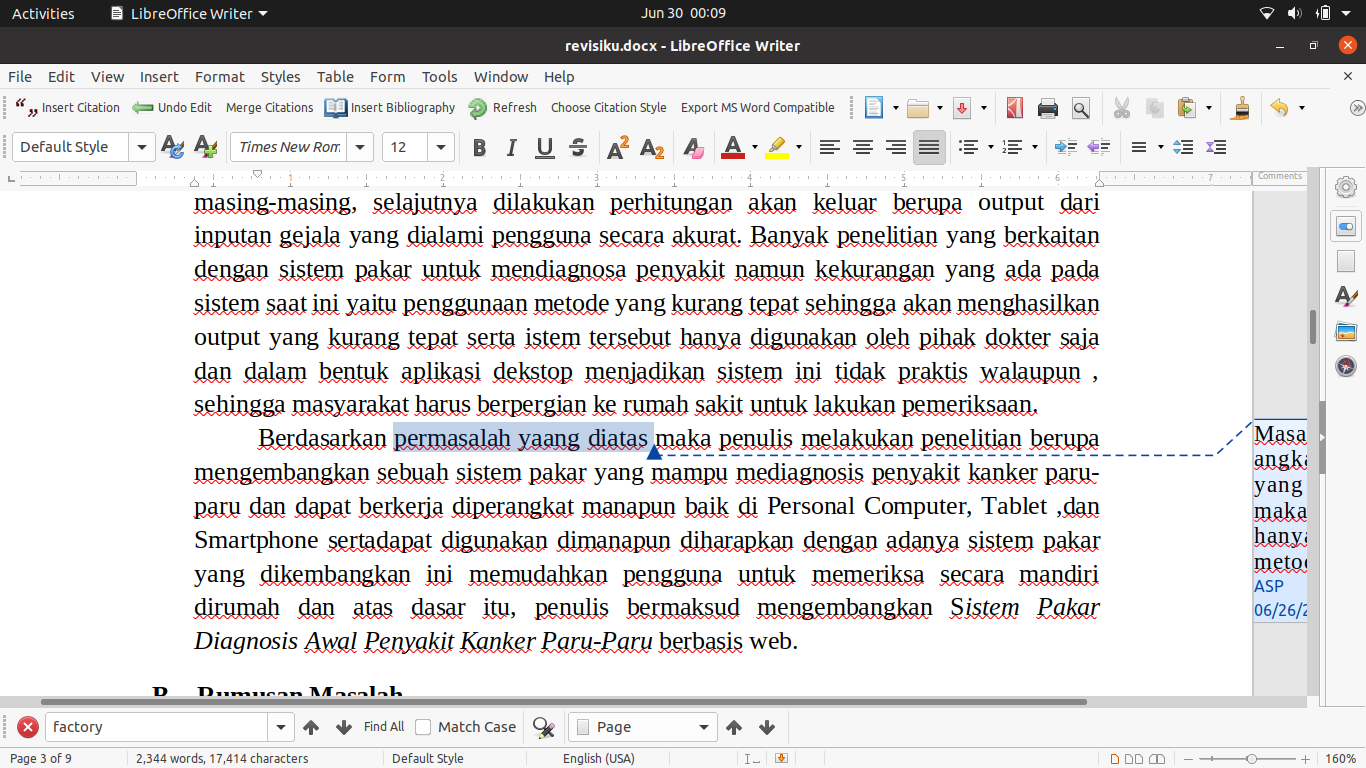 Activities LibreOffice Writer Jun 30 00:09
revisiku.docx - LibreOffice Writer
File Edit View Insert Format Styles Table Form Tools Window Help
Insert Citation Undo Edit Merge Citations Insert Bibliography Refresh Choose Citation Style Export MS Word Compatible
Default Style Times New Rom 12
1 2 3 4 5 6 7 Comments
masing-masing, selajutnya dilakukan perhitungan akan keluar berupa output dari
inputan gejala yang dialami pengguna secara akurat. Banyak penelitian yang berkaitan
dengan sistem pakar untuk mendiagnosa penyakit namun kekurangan yang ada pada
sistem saat ini yaitu penggunaan metode yang kurang tepat sehingga akan menghasilkan
output yang kurang tepat serta istem tersebut hanya digunakan oleh pihak dokter saja
dan dalam bentuk aplikasi dekstop menjadikan sistem ini tidak praktis walaupun ,
sehingga masyarakat harus berpergian ke rumah sakit untuk lakukan pemeriksaan.
Berdasarkan permasalah yaang diatas maka penulis melakukan penelitian berupa
mengembangkan sebuah sistem pakar yang mampu mediagnosis penyakit kanker paru-
paru dan dapat berkerja diperangkat manapun baik di Personal Computer, Tablet ,dan
Smartphone sertadapat digunakan dimanapun diharapkan dengan adanya sistem pakar
yang dikembangkan ini memudahkan pengguna untuk memeriksa secara mandiri
dirumah dan atas dasar itu, penulis bermaksud mengembangkan Sistem Pakar
Diagnosis Awal Penyakit Kanker Paru-Paru berbasis web.
B. Rumusan Masalah
Masa
angka
yang
maka
hanya
metod
ASP
06/26/2
factory Find All Match Case Page
Page 3 of 9 2,344 words, 17,414 characters Default Style English (USA) 160%